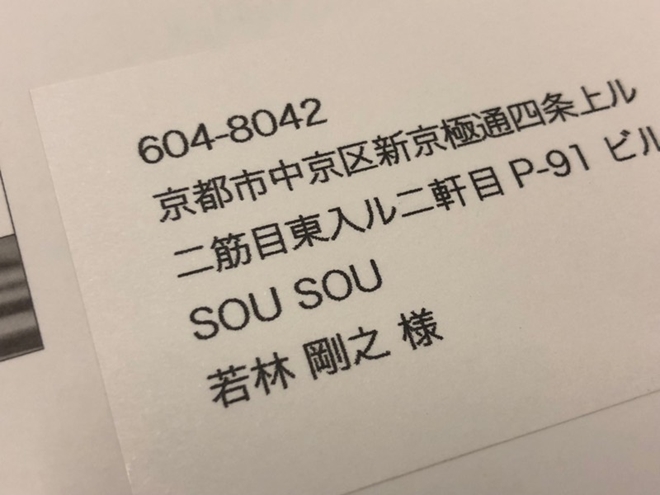 604-8042
京都市中京区新京極通四条上ル
二筋目東入ル二軒目 P-91 ビル
SOU SOU
若林 剛之 様